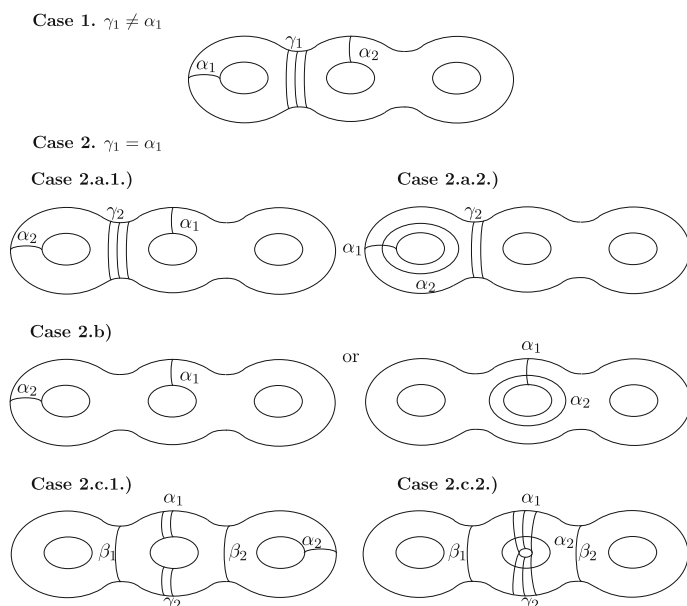 Case 1. γ₁ ≠ α₁
γ₁
α₁
α₂
Case 2. γ₁ = α₁
Case 2.a.1.)
Case 2.a.2.)
γ₂
α₁
α₂
γ₂
α₁
α₂
Case 2.b)
or
α₁
α₂
α₁
α₂
Case 2.c.1.)
Case 2.c.2.)
α₁
β₁
β₂
α₂
γ₂
α₁
β₁
α₂
β₂
γ₂